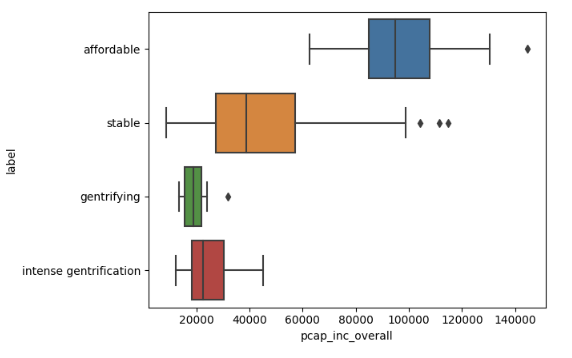 affordable
stable
gentrifying
intense gentrification
label
20000 40000 60000 80000 100000 120000 140000
pcap_inc_overall